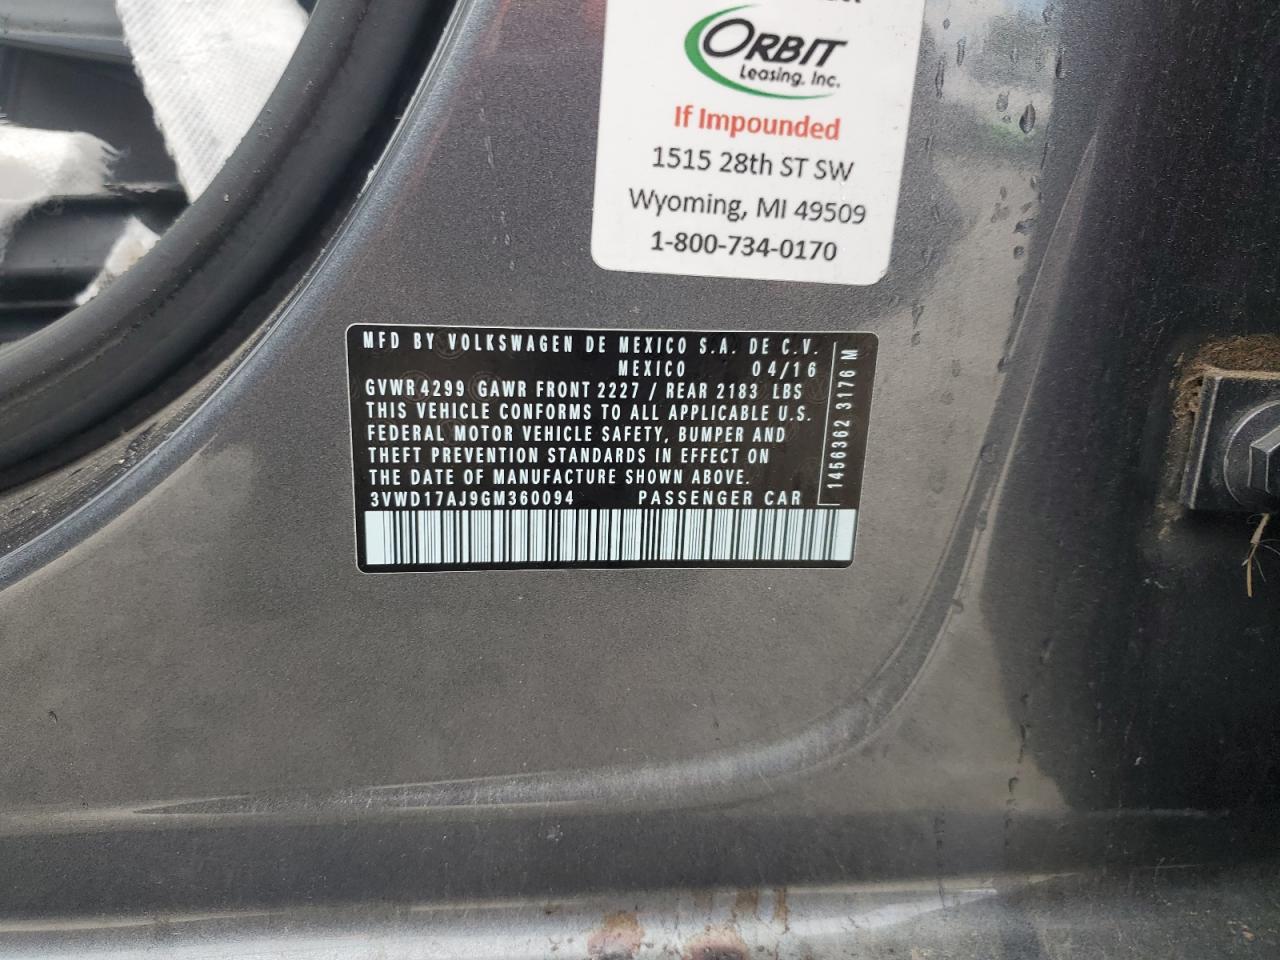 ORBIT
Leasing, Inc.
If Impounded
1515 28th ST SW
Wyoming, MI 49509
1-800-734-0170
MFD BY VOLKSWAGEN DE MEXICO S.A. DE C.V.
MEXICO 04/16
GVWR 4299 GAWR FRONT 2227 / REAR 2183 LBS
THIS VEHICLE CONFORMS TO ALL APPLICABLE U.S.
FEDERAL MOTOR VEHICLE SAFETY, BUMPER AND
THEFT PREVENTION STANDARDS IN EFFECT ON
THE DATE OF MANUFACTURE SHOWN ABOVE.
3VWD17AJ9GM360094 PASSENGER CAR
1456362 3176 M